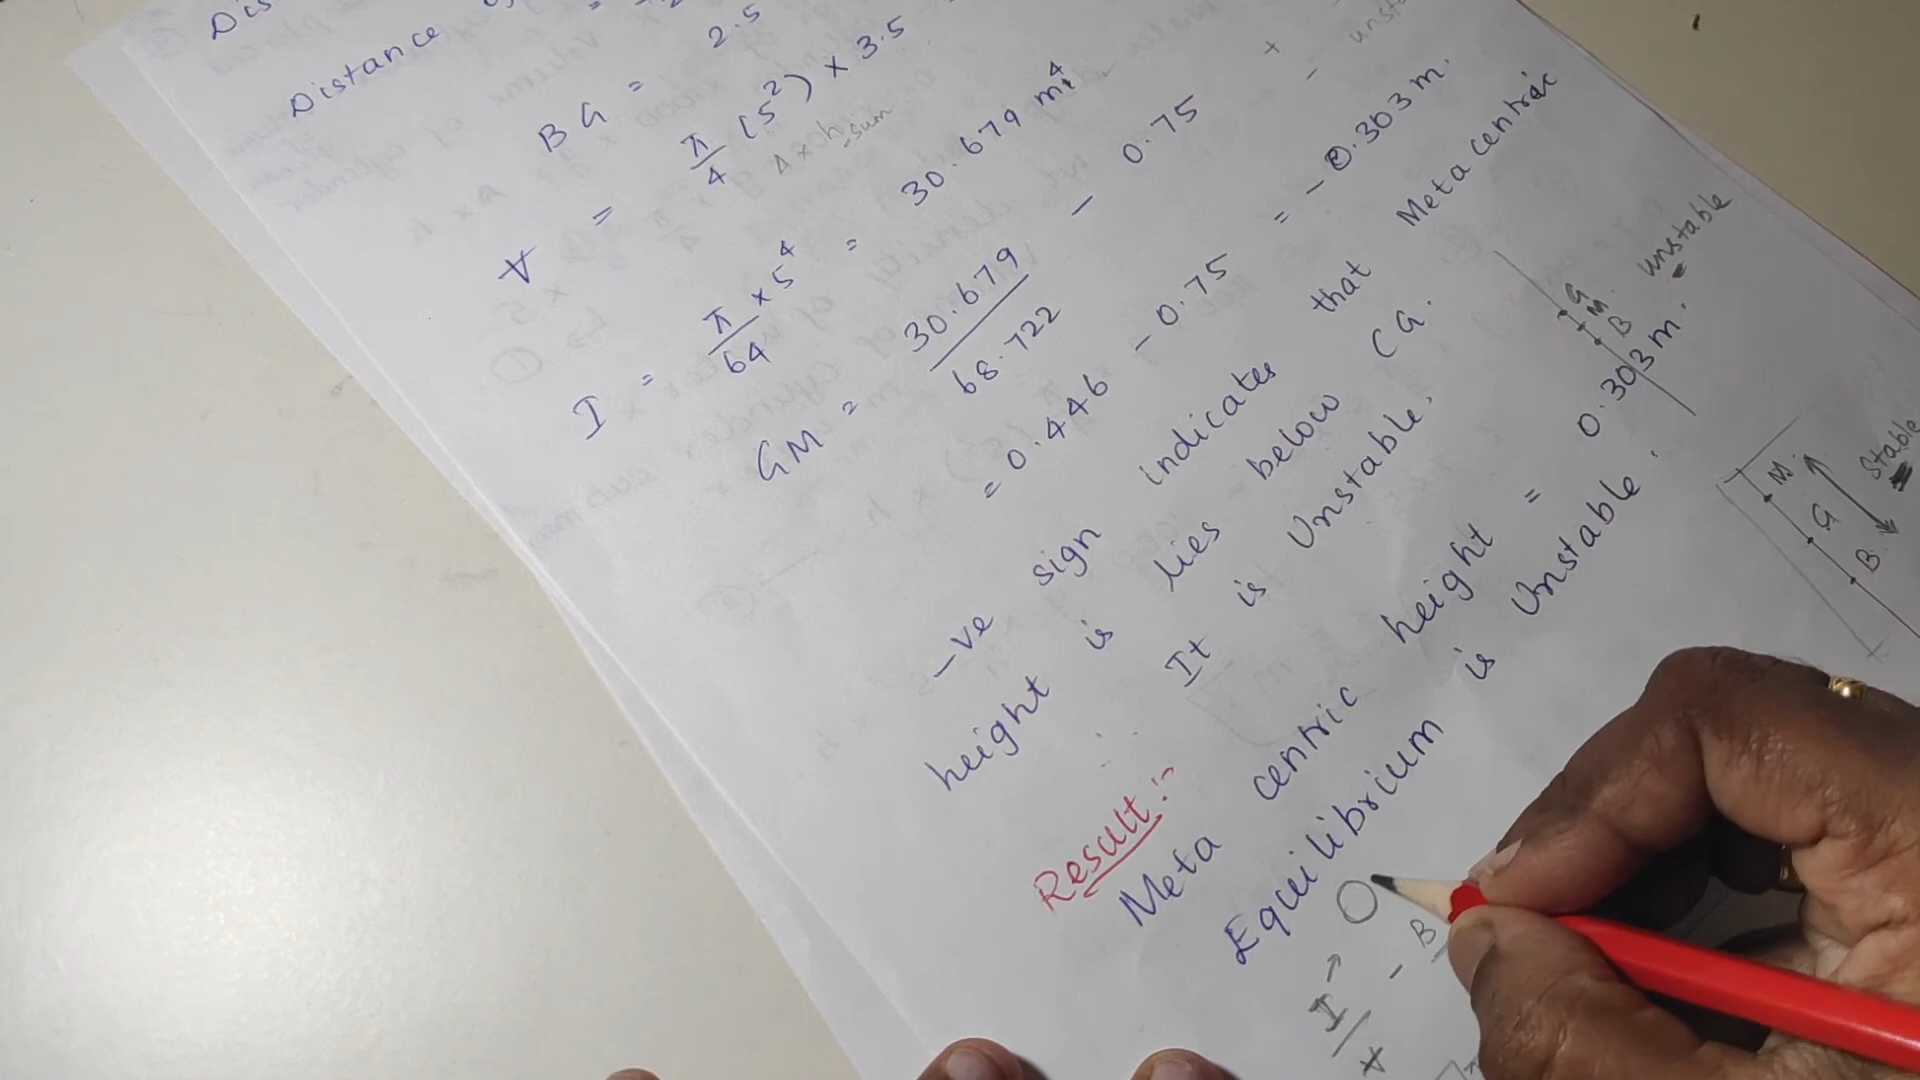 Distance
BG = 2.5
∀ = π/4 (5²) × 3.5
A × h sum
I = π/64 × 5⁴ = 30.679 m⁴
GM = 30.679/68.722 - 0.75
= 0.446 - 0.75 = -0.303 m.
-ve sign indicates that Meta centric
height is lies below CG.
∴ It is Unstable.
Result:-
Meta centric height = 0.303 m.
Equilibrium is Unstable.
G
M
B
unstable
M
G
B
Stable
I/∀ - B